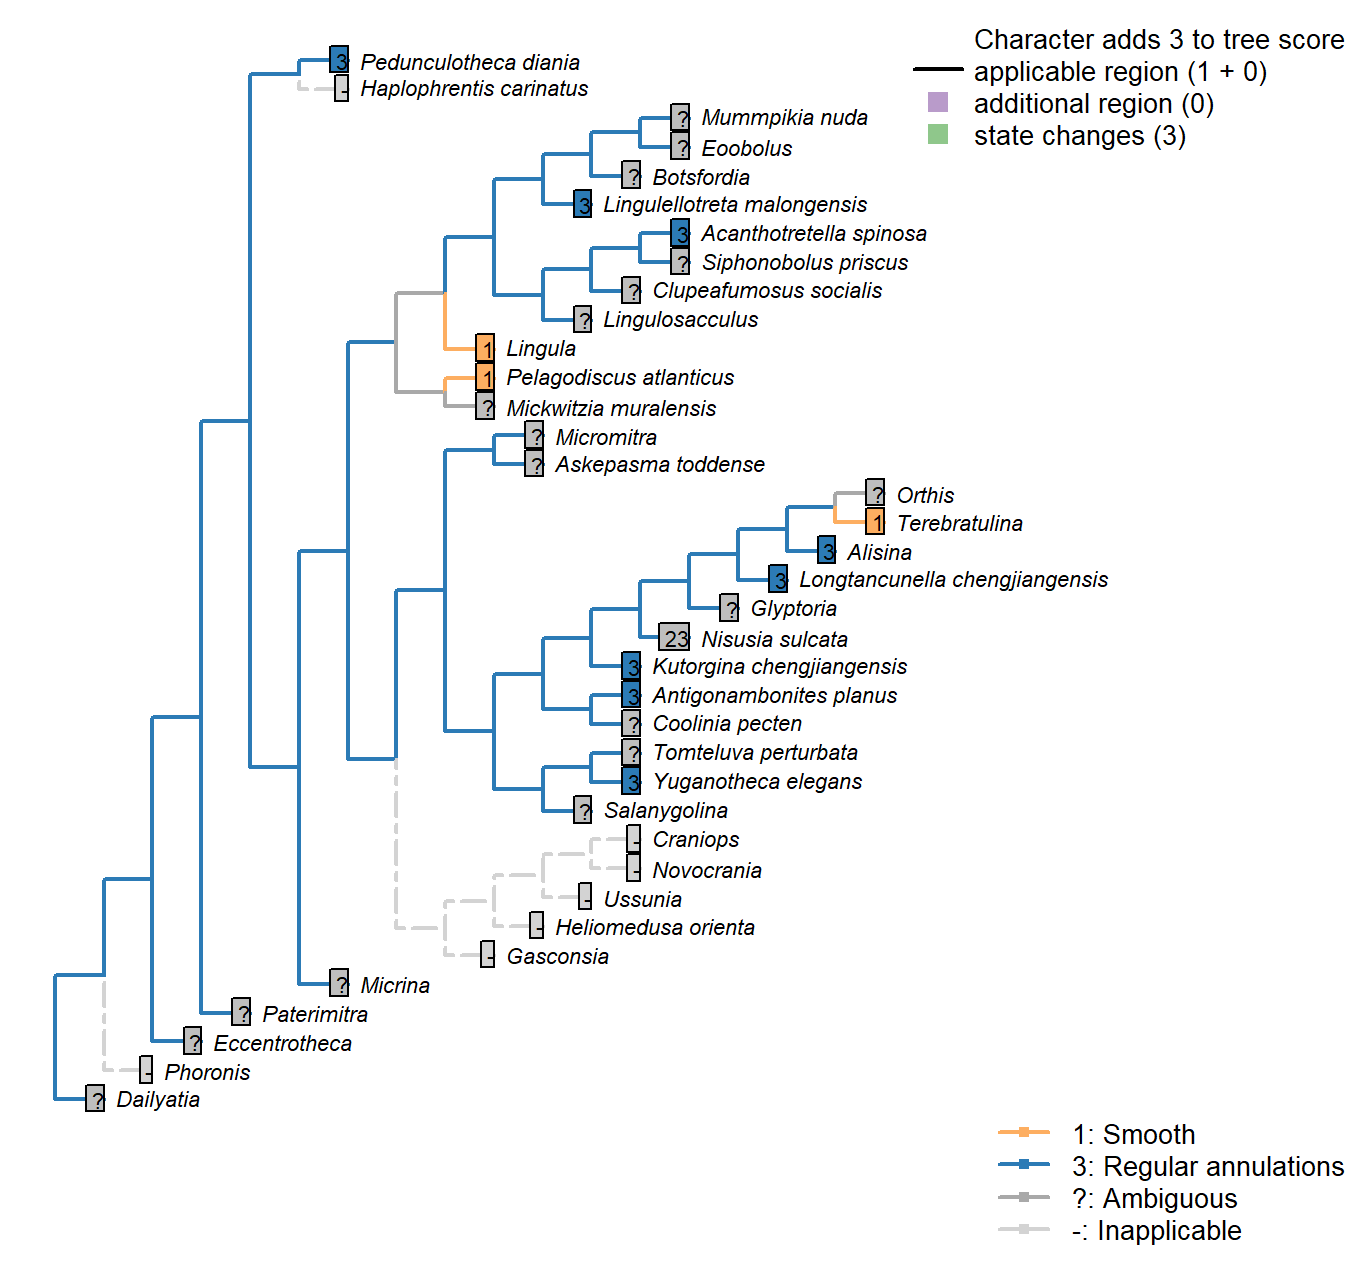 Character adds 3 to tree score
applicable region (1 + 0)
additional region (0)
state changes (3)
3 Pedunculotheca diania
- Haplophrentis carinatus
? Mummpikia nuda
? Eoobolus
? Botsfordia
3 Lingulellotreta malongensis
3 Acanthotretella spinosa
? Siphonobolus priscus
? Clupeafumosus socialis
? Lingulosacculus
1 Lingula
1 Pelagodiscus atlanticus
? Mickwitzia muralensis
? Micromitra
? Askepasma toddense
? Orthis
1 Terebratulina
3 Alisina
3 Longtancunella chengjiangensis
? Glyptoria
23 Nisusia sulcata
3 Kutorgina chengjiangensis
3 Antigonambonites planus
? Coolinia pecten
? Tomteluva perturbata
3 Yuganotheca elegans
? Salanygolina
- Craniops
- Novocrania
- Ussunia
- Heliomedusa orienta
- Gasconsia
? Micrina
? Paterimitra
? Eccentrotheca
- Phoronis
? Dailyatia
1: Smooth
3: Regular annulations
?: Ambiguous
-: Inapplicable